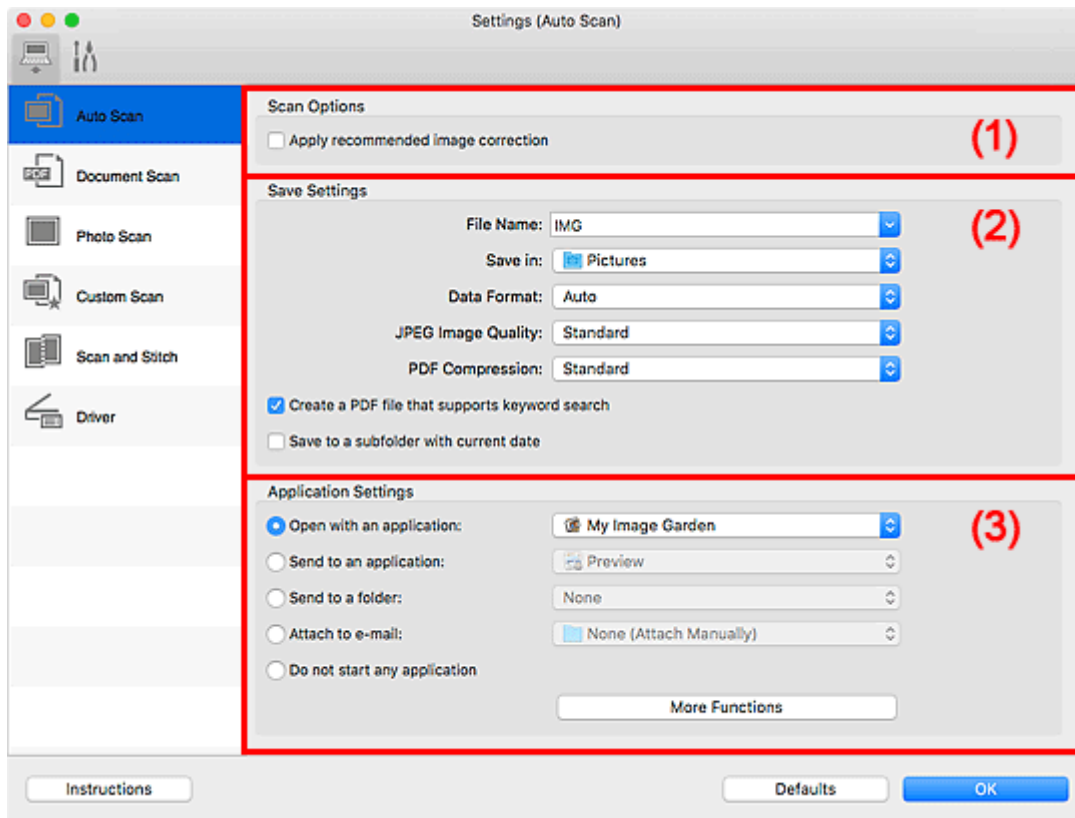 Settings (Auto Scan)
Auto Scan
PDF Document Scan
Photo Scan
Custom Scan
Scan and Stitch
Driver
Scan Options
Apply recommended image correction
(1)
Save Settings
(2)
File Name: IMG
Save in: Pictures
Data Format: Auto
JPEG Image Quality: Standard
PDF Compression: Standard
Create a PDF file that supports keyword search
Save to a subfolder with current date
Application Settings
(3)
Open with an application: My Image Garden
Send to an application: Preview
Send to a folder: None
Attach to e-mail: None (Attach Manually)
Do not start any application
More Functions
Instructions Defaults OK